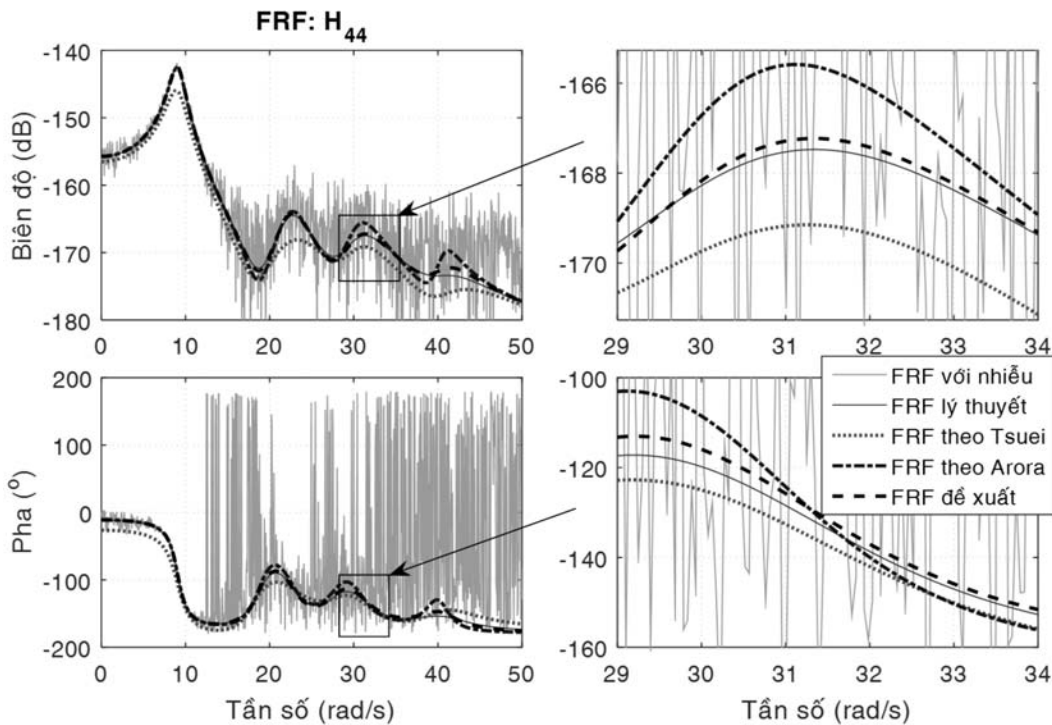 FRF: H44
-140
-150
-160
-170
-180
Biên độ (dB)
0 10 20 30 40 50
-166
-168
-170
29 30 31 32 33 34
200
100
0
-100
-200
Pha (º)
0 10 20 30 40 50
Tần số (rad/s)
-100
-120
-140
-160
29 30 31 32 33 34
Tần số (rad/s)
FRF với nhiễu
FRF lý thuyết
FRF theo Tsuei
FRF theo Arora
FRF đề xuất